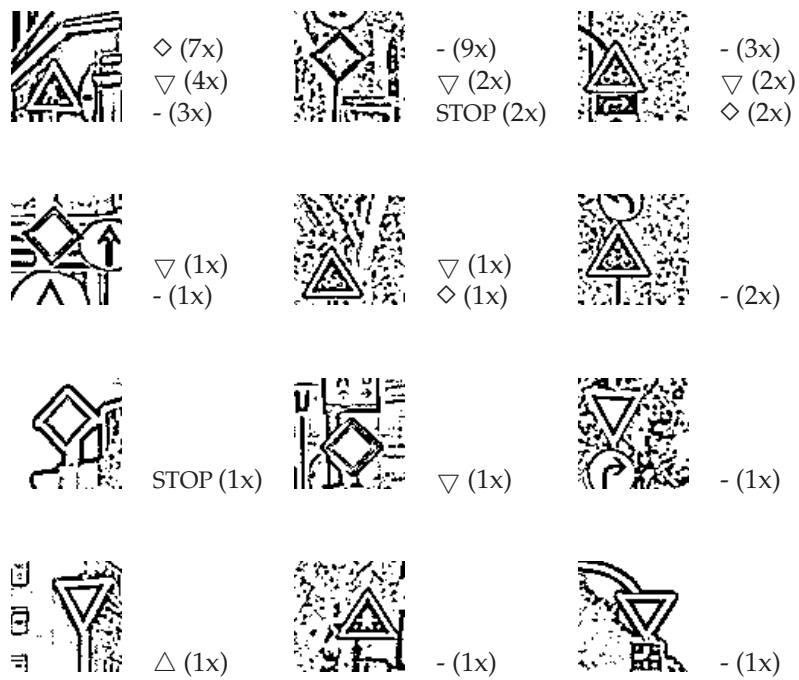 ◇ (7x)
▽ (4x)
- (3x)
- (9x)
▽ (2x)
STOP (2x)
- (3x)
▽ (2x)
◇ (2x)
▽ (1x)
- (1x)
▽ (1x)
◇ (1x)
- (2x)
STOP (1x)
▽ (1x)
- (1x)
△ (1x)
- (1x)
- (1x)